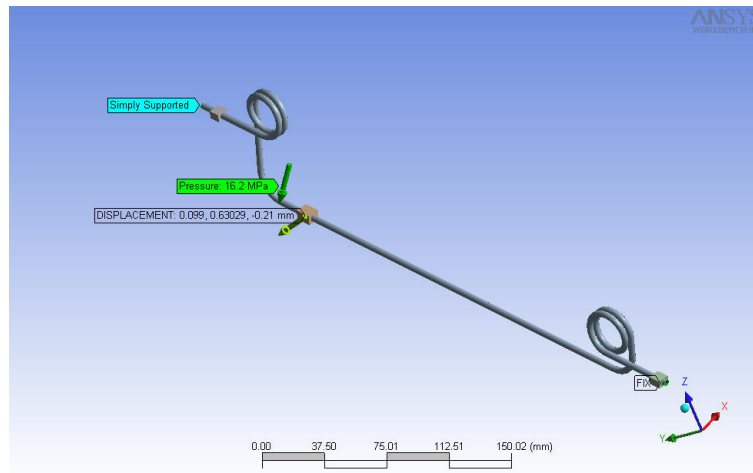 ANSYS
WORKBENCH
Simply Supported
Pressure: 16.2 MPa
DISPLACEMENT: 0.099, 0.63029, -0.21 mm
FIX
Z
X
Y
0.00 37.50 75.01 112.51 150.02 (mm)